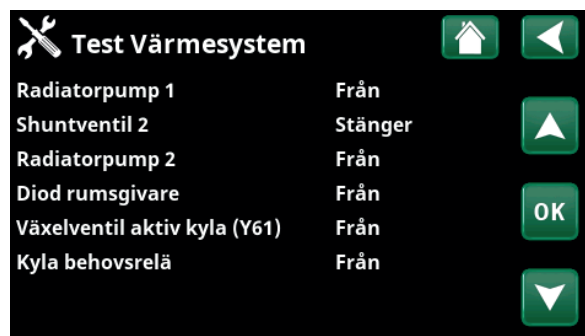 Test Värmesystem
Radiatorpump 1 Från
Shuntventil 2 Stänger
Radiatorpump 2 Från
Diod rumsgivare Från
Växelventil aktiv kyla (Y61) Från
Kyla behovsrelä Från
OK